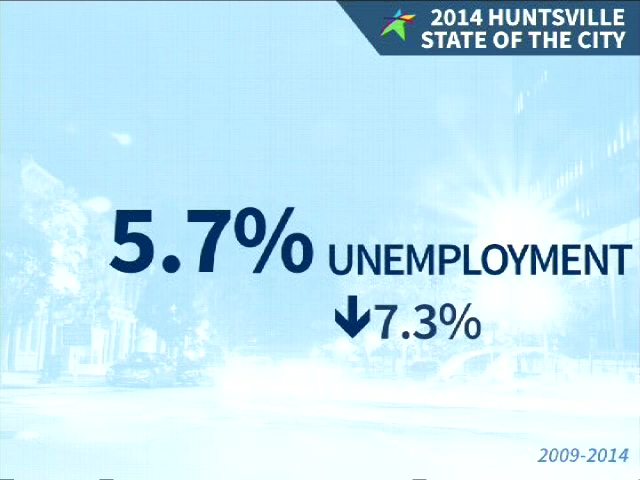 2014 HUNTSVILLE
STATE OF THE CITY
5.7% UNEMPLOYMENT
↓7.3%
2009-2014